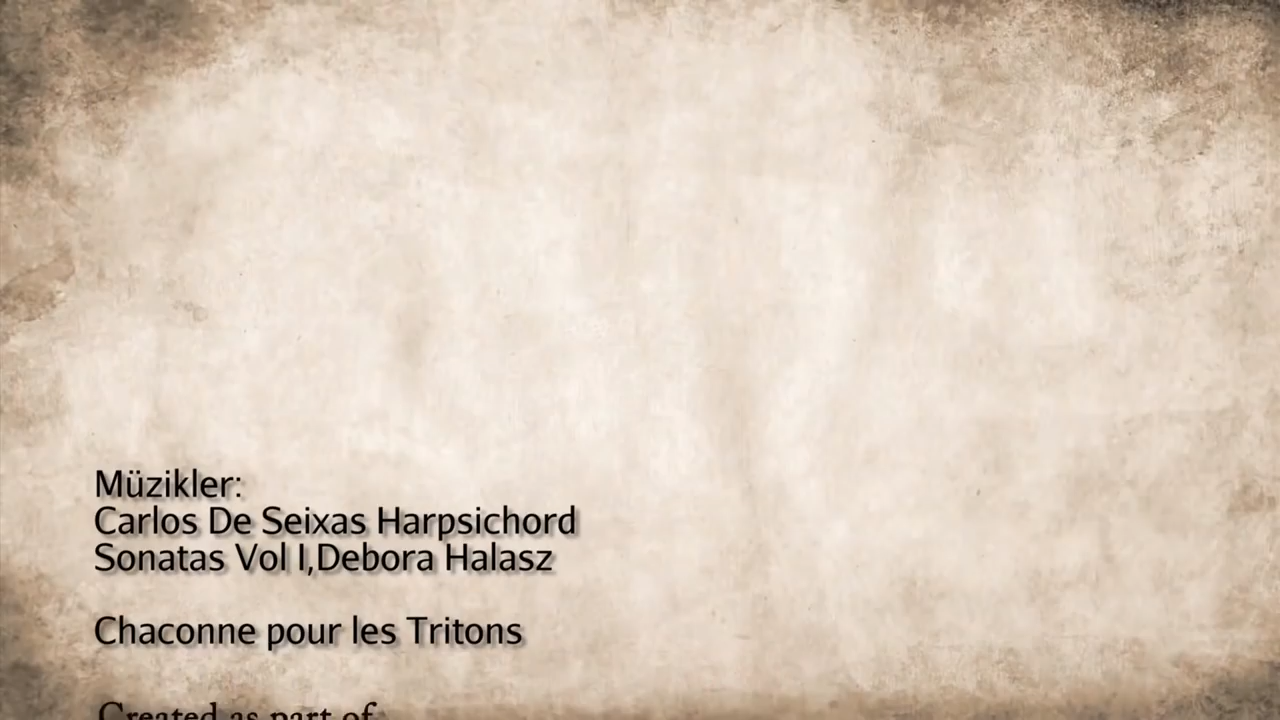 Müzikler:
Carlos De Seixas Harpsichord
Sonatas Vol I,Debora Halasz
Chaconne pour les Tritons
Created as part of